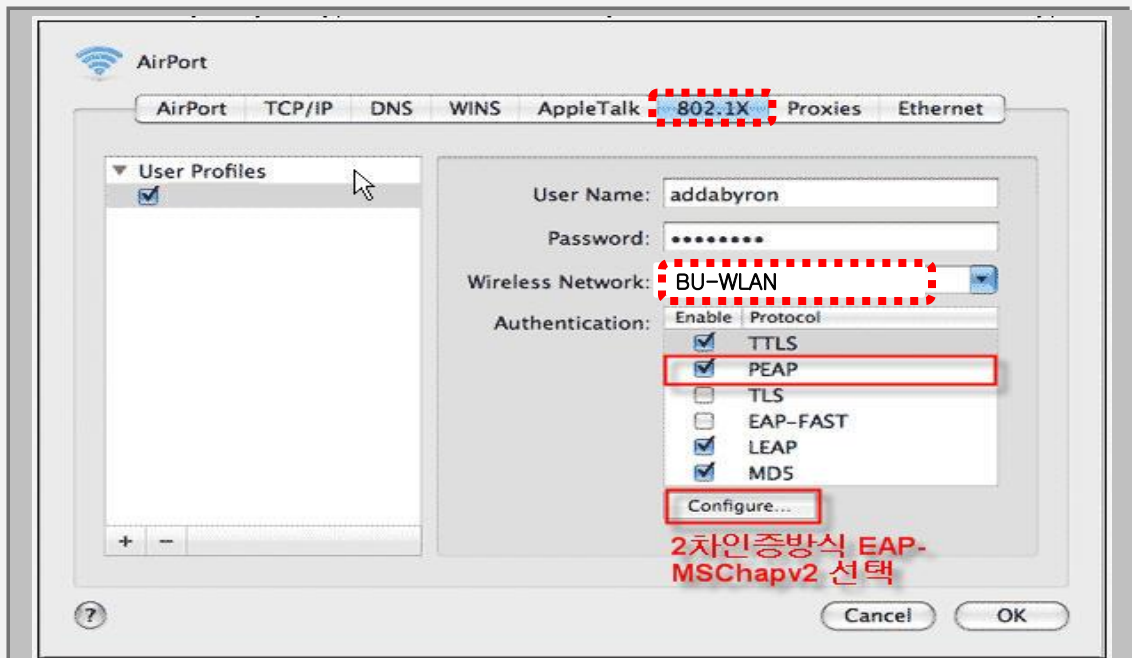 AirPort
AirPort TCP/IP DNS WINS AppleTalk 802.1X Proxies Ethernet
User Profiles
User Name: addabyron
Password: ••••••••
Wireless Network: BU-WLAN
Authentication: Enable Protocol
TTLS
PEAP
TLS
EAP-FAST
LEAP
MD5
Configure...
2차인증방식 EAP-
MSChapv2 선택
+ −
? Cancel OK